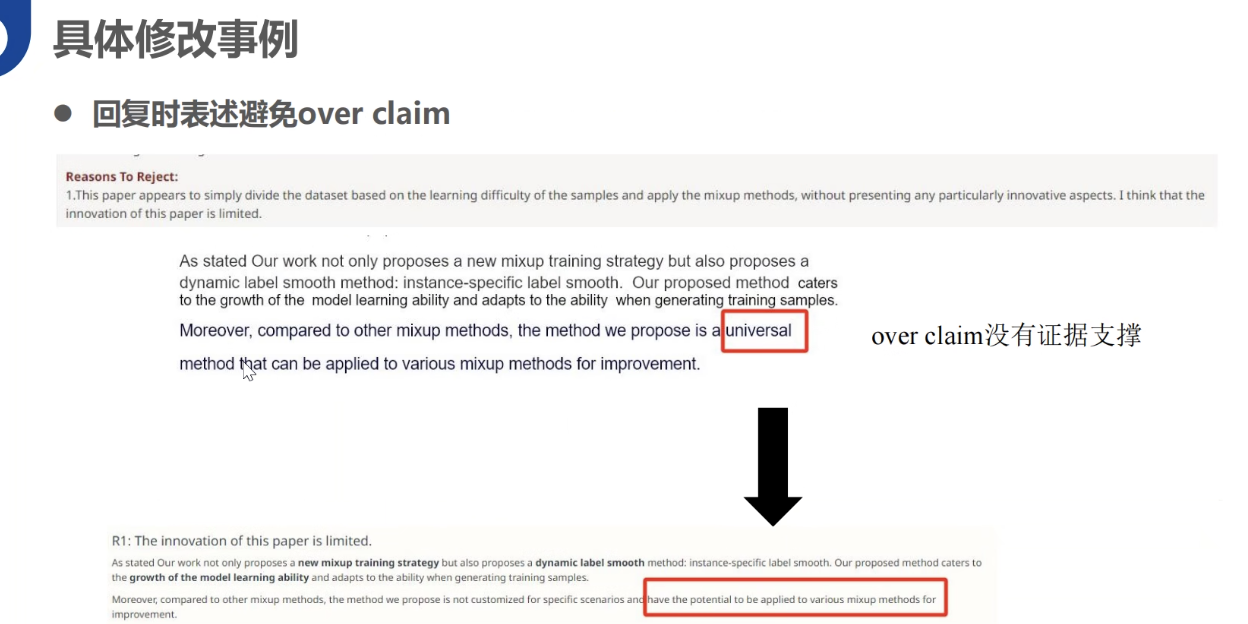 具体修改事例
● 回复时表述避免over claim
Reasons To Reject:
1.This paper appears to simply divide the dataset based on the learning difficulty of the samples and apply the mixup methods, without presenting any particularly innovative aspects. I think that the
innovation of this paper is limited.
As stated Our work not only proposes a new mixup training strategy but also proposes a
dynamic label smooth method: instance-specific label smooth. Our proposed method caters
to the growth of the model learning ability and adapts to the ability when generating training samples.
Moreover, compared to other mixup methods, the method we propose is a universal
method that can be applied to various mixup methods for improvement.
over claim没有证据支撑
R1: The innovation of this paper is limited.
As stated Our work not only proposes a new mixup training strategy but also proposes a dynamic label smooth method: instance-specific label smooth. Our proposed method caters to
the growth of the model learning ability and adapts to the ability when generating training samples.
Moreover, compared to other mixup methods, the method we propose is not customized for specific scenarios and have the potential to be applied to various mixup methods for
improvement.